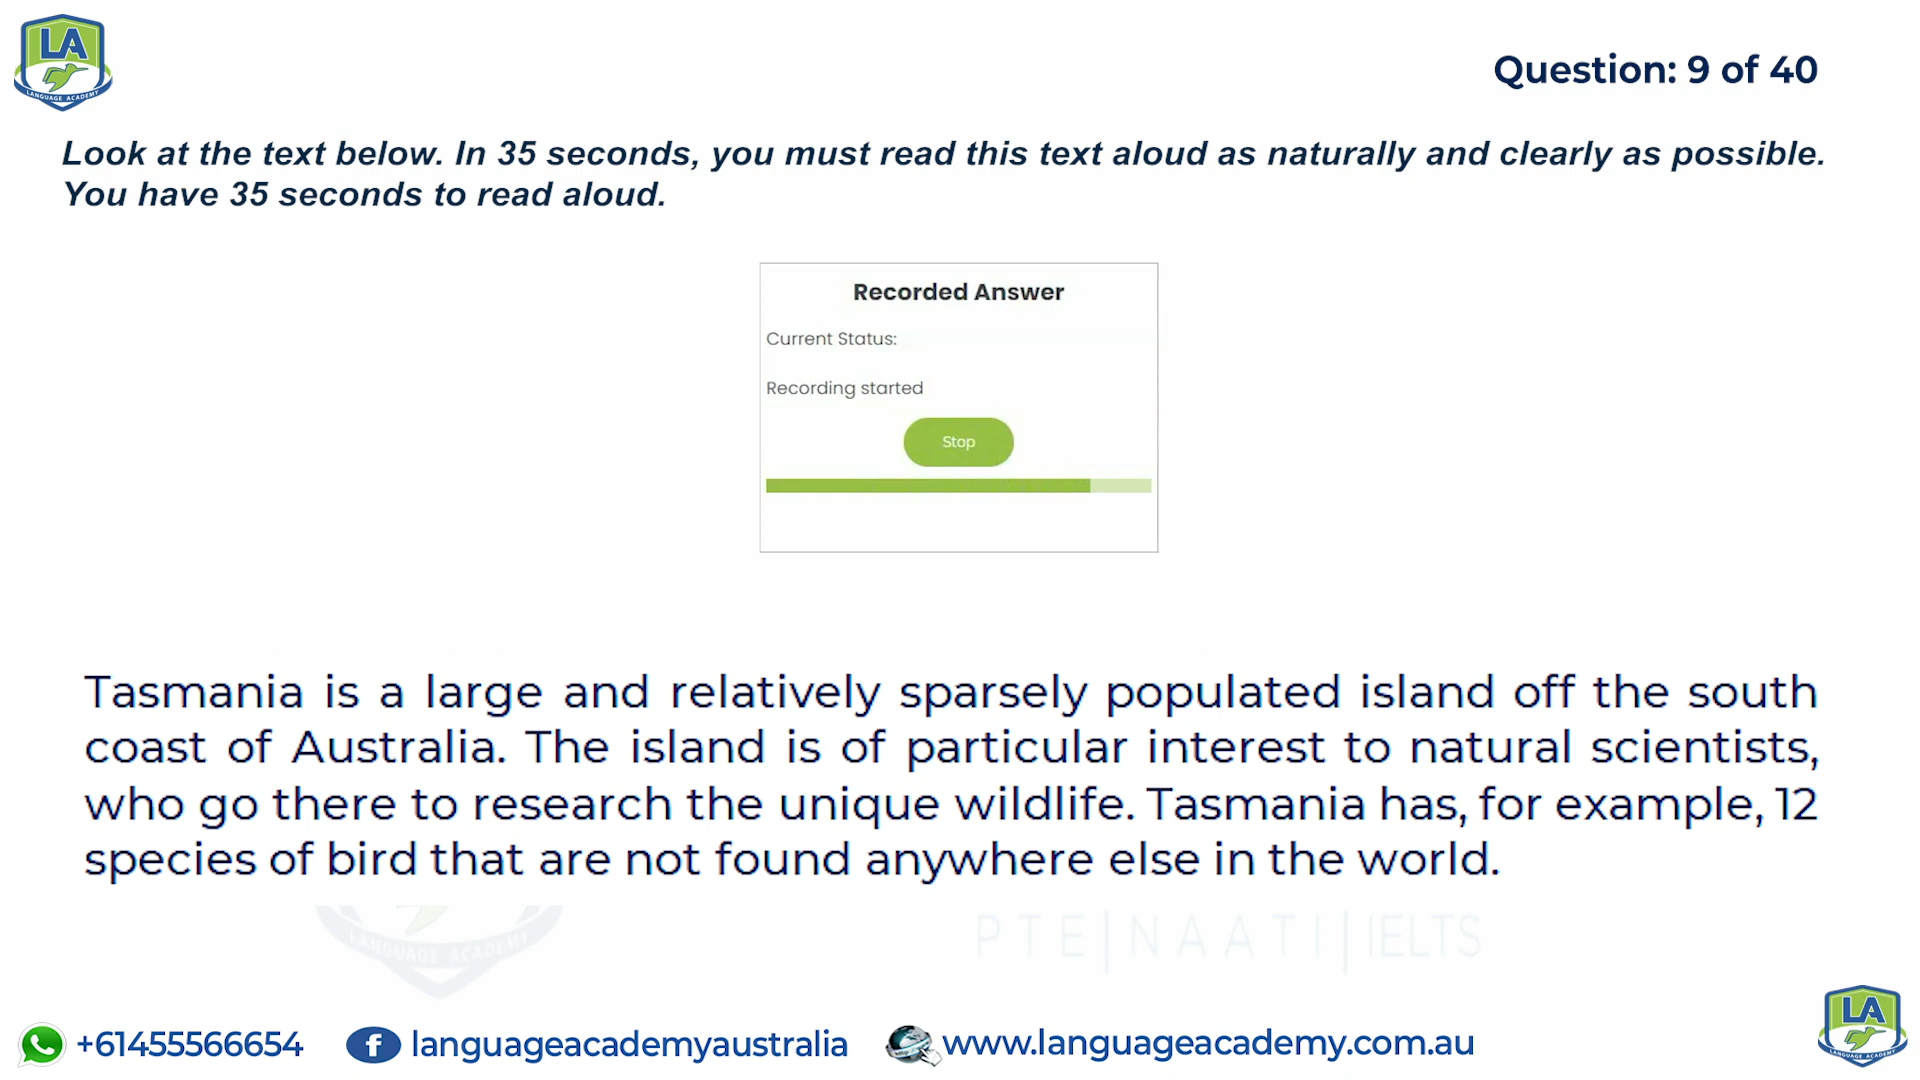 LA
LANGUAGE ACADEMY
Question: 9 of 40
Look at the text below. In 35 seconds, you must read this text aloud as naturally and clearly as possible.
You have 35 seconds to read aloud.
Recorded Answer
Current Status:
Recording started
Stop
Tasmania is a large and relatively sparsely populated island off the south
coast of Australia. The island is of particular interest to natural scientists,
who go there to research the unique wildlife. Tasmania has, for example, 12
species of bird that are not found anywhere else in the world.
LANGUAGE ACADEMY
PTE|NAATI|IELTS
+61455566654
languageacademyaustralia
www.languageacademy.com.au
LA
LANGUAGE ACADEMY